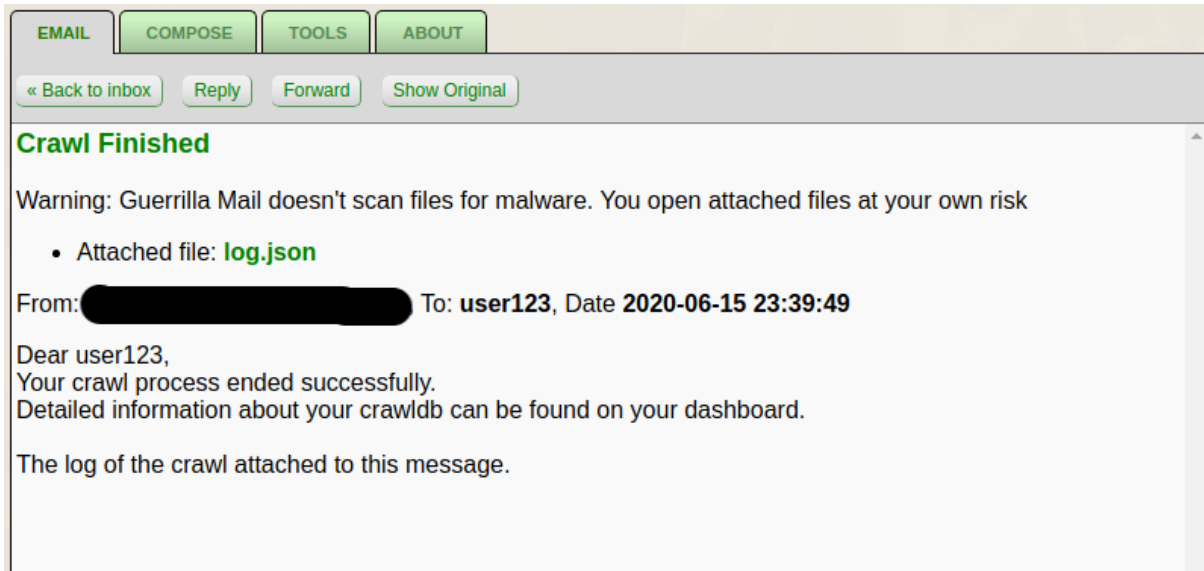 EMAIL COMPOSE TOOLS ABOUT
« Back to inbox Reply Forward Show Original
Crawl Finished
Warning: Guerrilla Mail doesn't scan files for malware. You open attached files at your own risk
• Attached file: log.json
From: To: user123, Date 2020-06-15 23:39:49
Dear user123,
Your crawl process ended successfully.
Detailed information about your crawldb can be found on your dashboard.
The log of the crawl attached to this message.